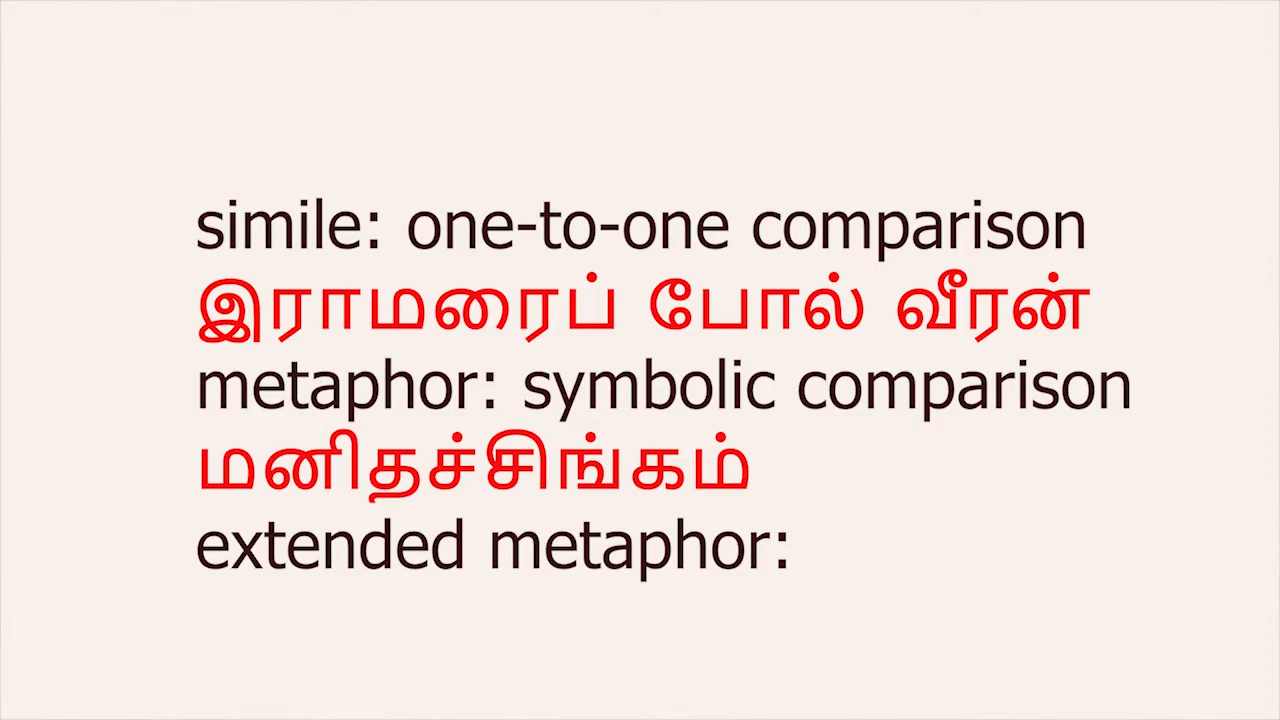 simile: one-to-one comparison
இராமரைப் போல் வீரன்
metaphor: symbolic comparison
மனிதச்சிங்கம்
extended metaphor: